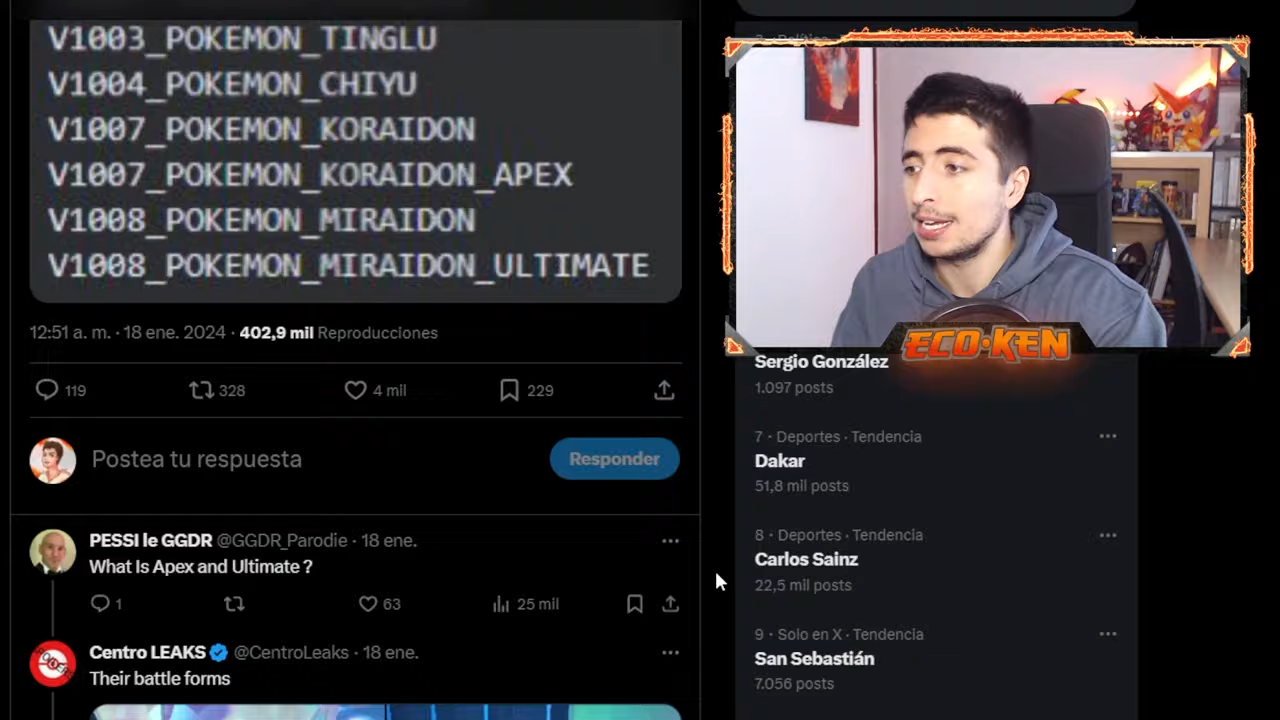 V1003_POKEMON_TINGLU
V1004_POKEMON_CHIYU
V1007_POKEMON_KORAIDON
V1007_POKEMON_KORAIDON_APEX
V1008_POKEMON_MIRAIDON
V1008_POKEMON_MIRAIDON_ULTIMATE
12:51 a. m. · 18 ene. 2024 · 402,9 mil Reproducciones
119 328 4 mil 229
Postea tu respuesta
Responder
PESSI le GGDR @GGDR_Parodie · 18 ene.
What Is Apex and Ultimate ?
1 63 25 mil
Centro LEAKS @CentroLeaks · 18 ene.
Their battle forms
ECO·KEN
Sergio González
1.097 posts
7 · Deportes · Tendencia
Dakar
51,8 mil posts
8 · Deportes · Tendencia
Carlos Sainz
22,5 mil posts
9 · Solo en X · Tendencia
San Sebastián
7.056 posts